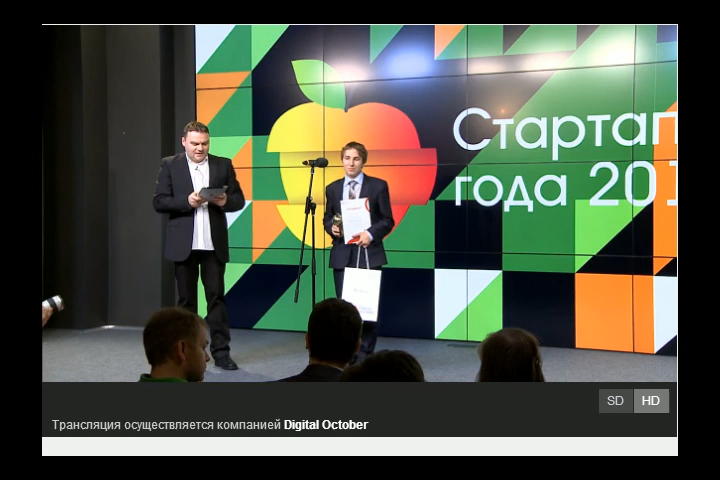 Стартап
года 201
SD HD
Трансляция осуществляется компанией Digital October